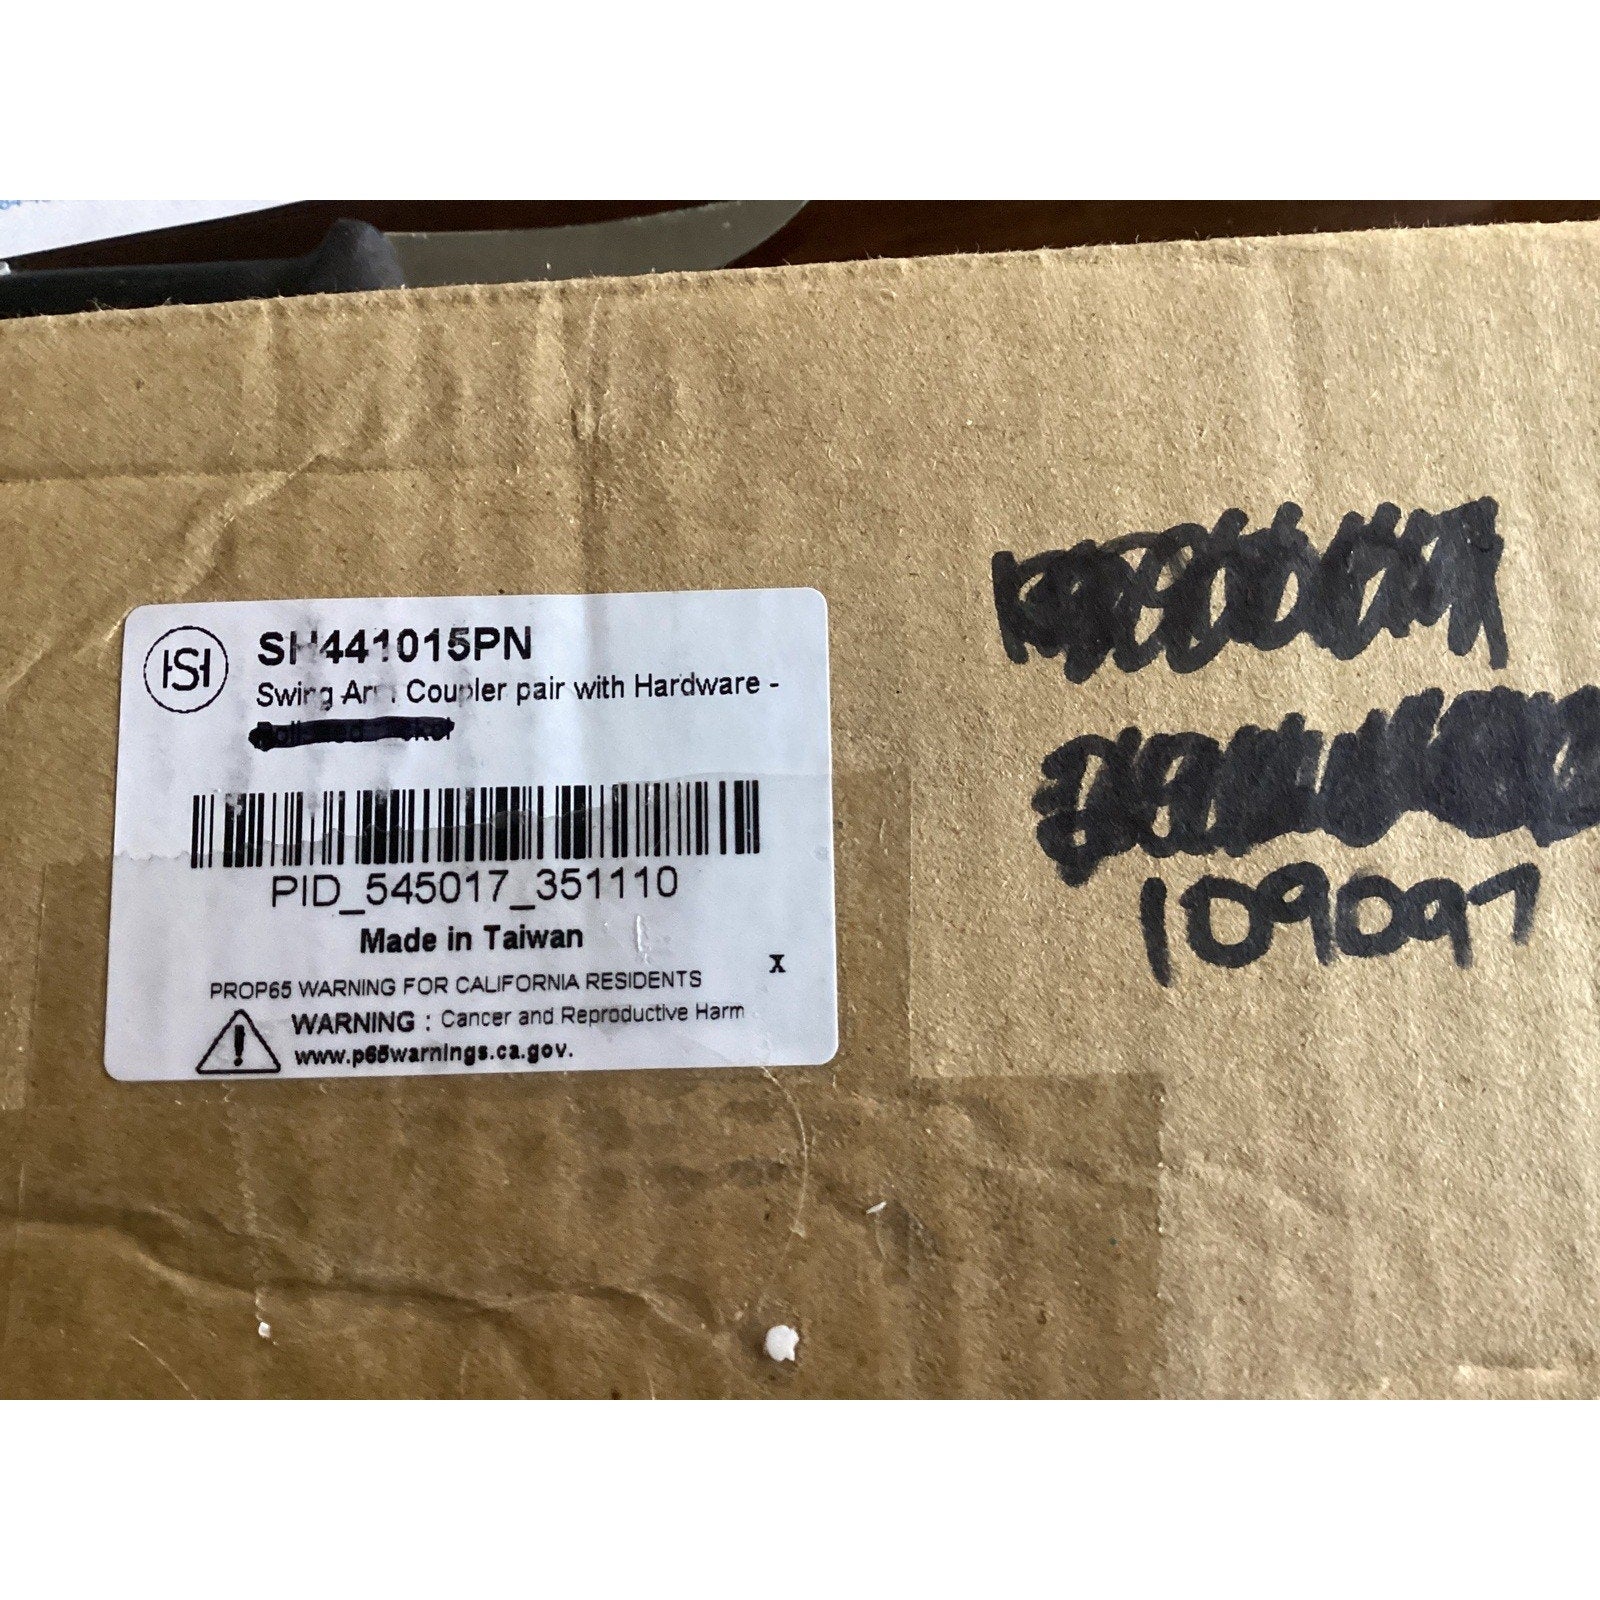 SH
SH441015PN
Swing Arm Coupler pair with Hardware -
PID_545017_351110
Made in Taiwan
X
PROP65 WARNING FOR CALIFORNIA RESIDENTS
WARNING : Cancer and Reproductive Harm
www.p65warnings.ca.gov.
109097